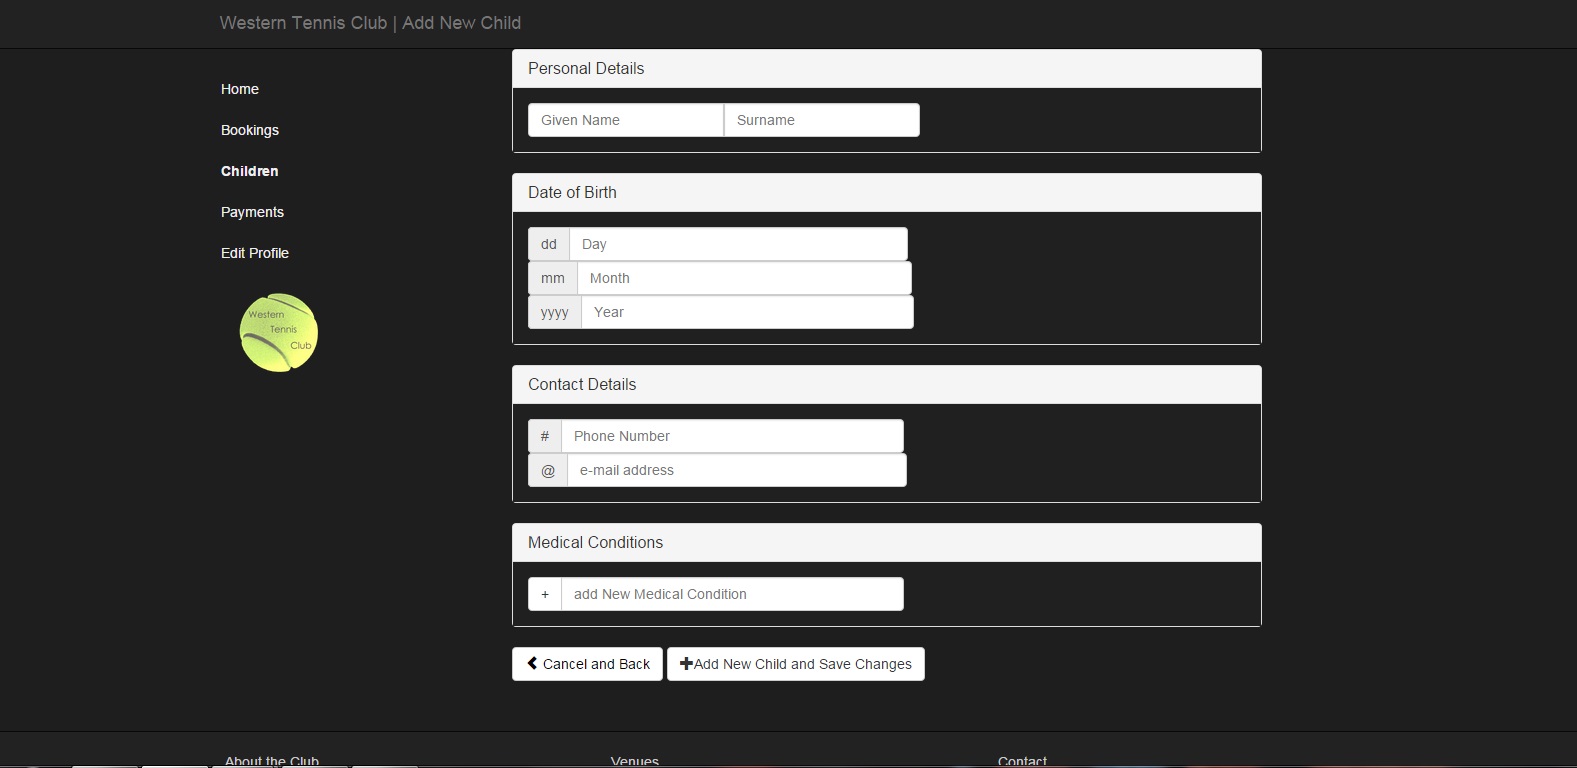 Western Tennis Club | Add New Child
Home
Bookings
Children
Payments
Edit Profile
Western
Tennis
Club
Personal Details
Given Name Surname
Date of Birth
dd Day
mm Month
yyyy Year
Contact Details
# Phone Number
@ e-mail address
Medical Conditions
+ add New Medical Condition
Cancel and Back Add New Child and Save Changes
About the Club Venues Contact